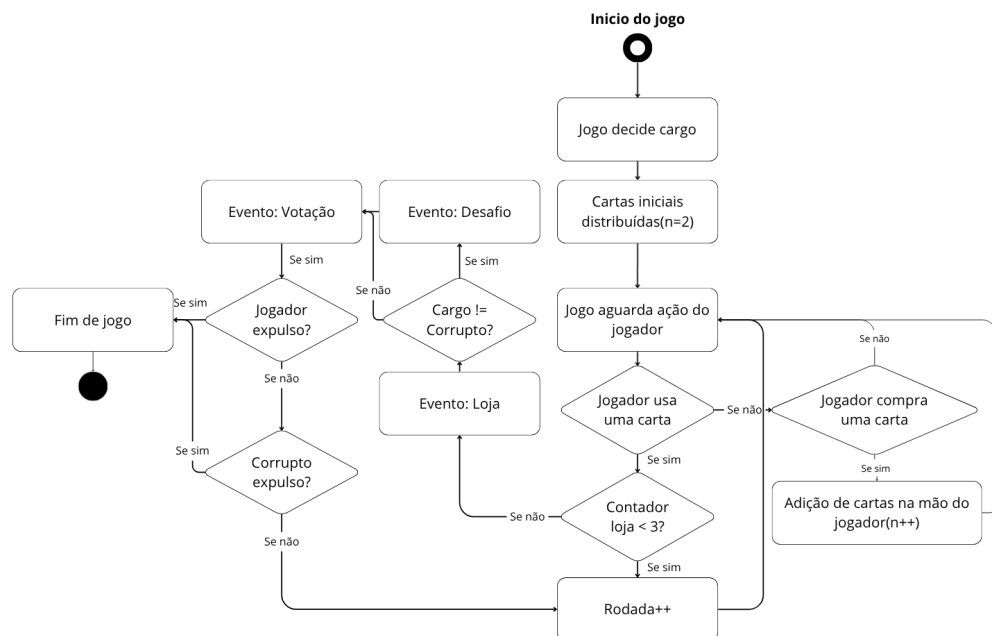 Inicio do jogo
Jogo decide cargo
Cartas iniciais
distribuídas(n=2)
Evento: Votação
Evento: Desafio
Se sim
Se sim
Se não
Fim de jogo
Se sim
Jogador
expulso?
Cargo !=
Corrupto?
Jogo aguarda ação do
jogador
Se não
Se não
Evento: Loja
Jogador usa
uma carta
Se não
Jogador compra
uma carta
Se sim
Corrupto
expulso?
Se sim
Se sim
Adição de cartas na mão do
jogador(n++)
Se não
Se não
Contador
loja < 3?
Se sim
Rodada++